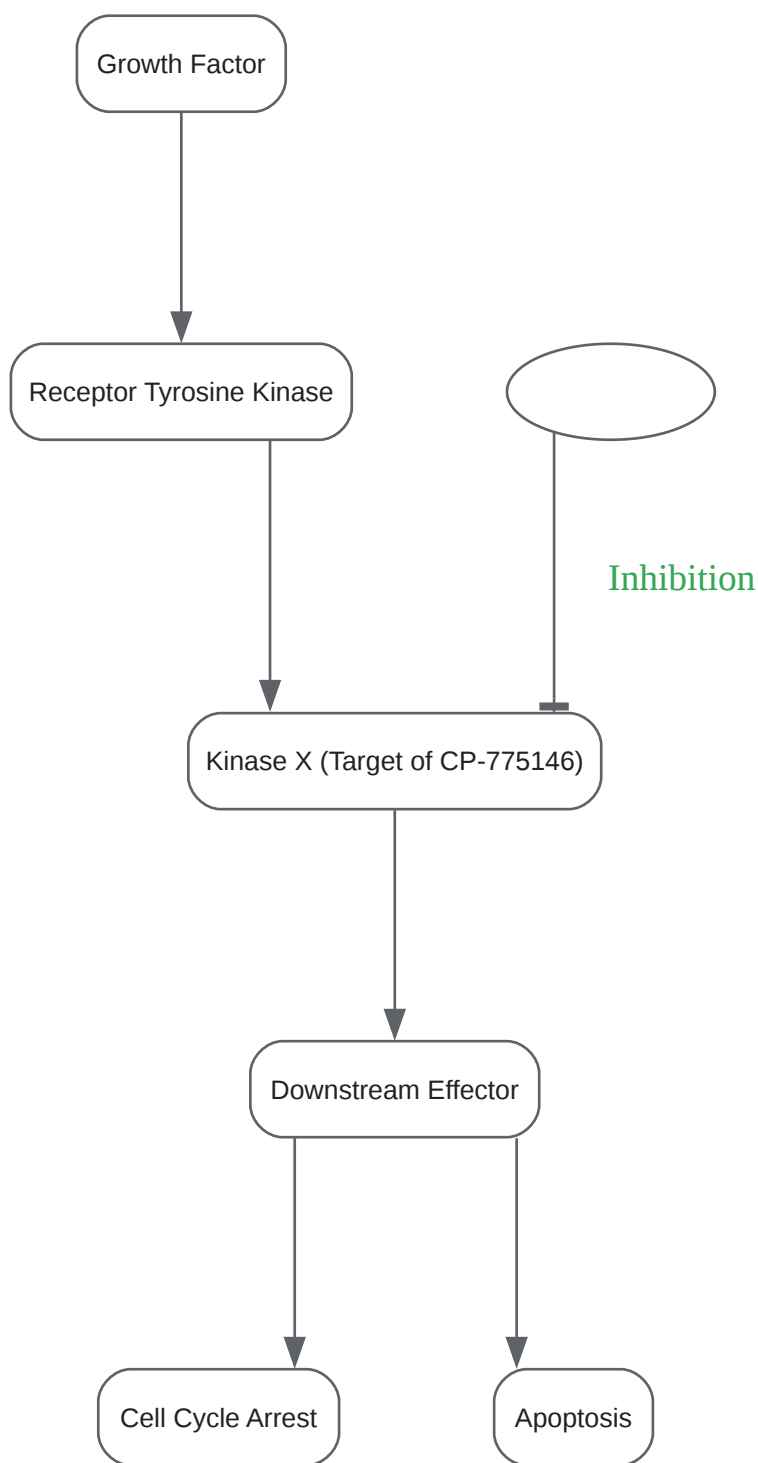 Growth Factor
Receptor Tyrosine Kinase
Inhibition
Kinase X (Target of CP-775146)
Downstream Effector
Cell Cycle Arrest
Apoptosis